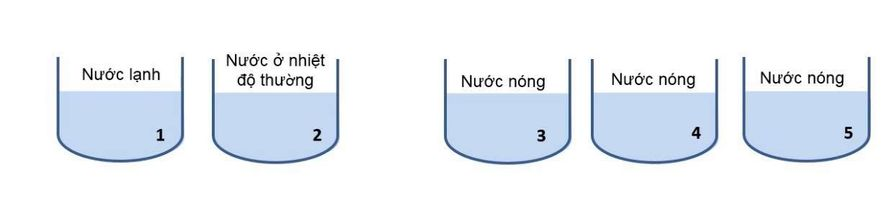 Nước lạnh
Nước ở nhiệt
độ thường
Nước nóng
Nước nóng
Nước nóng
1
2
3
4
5